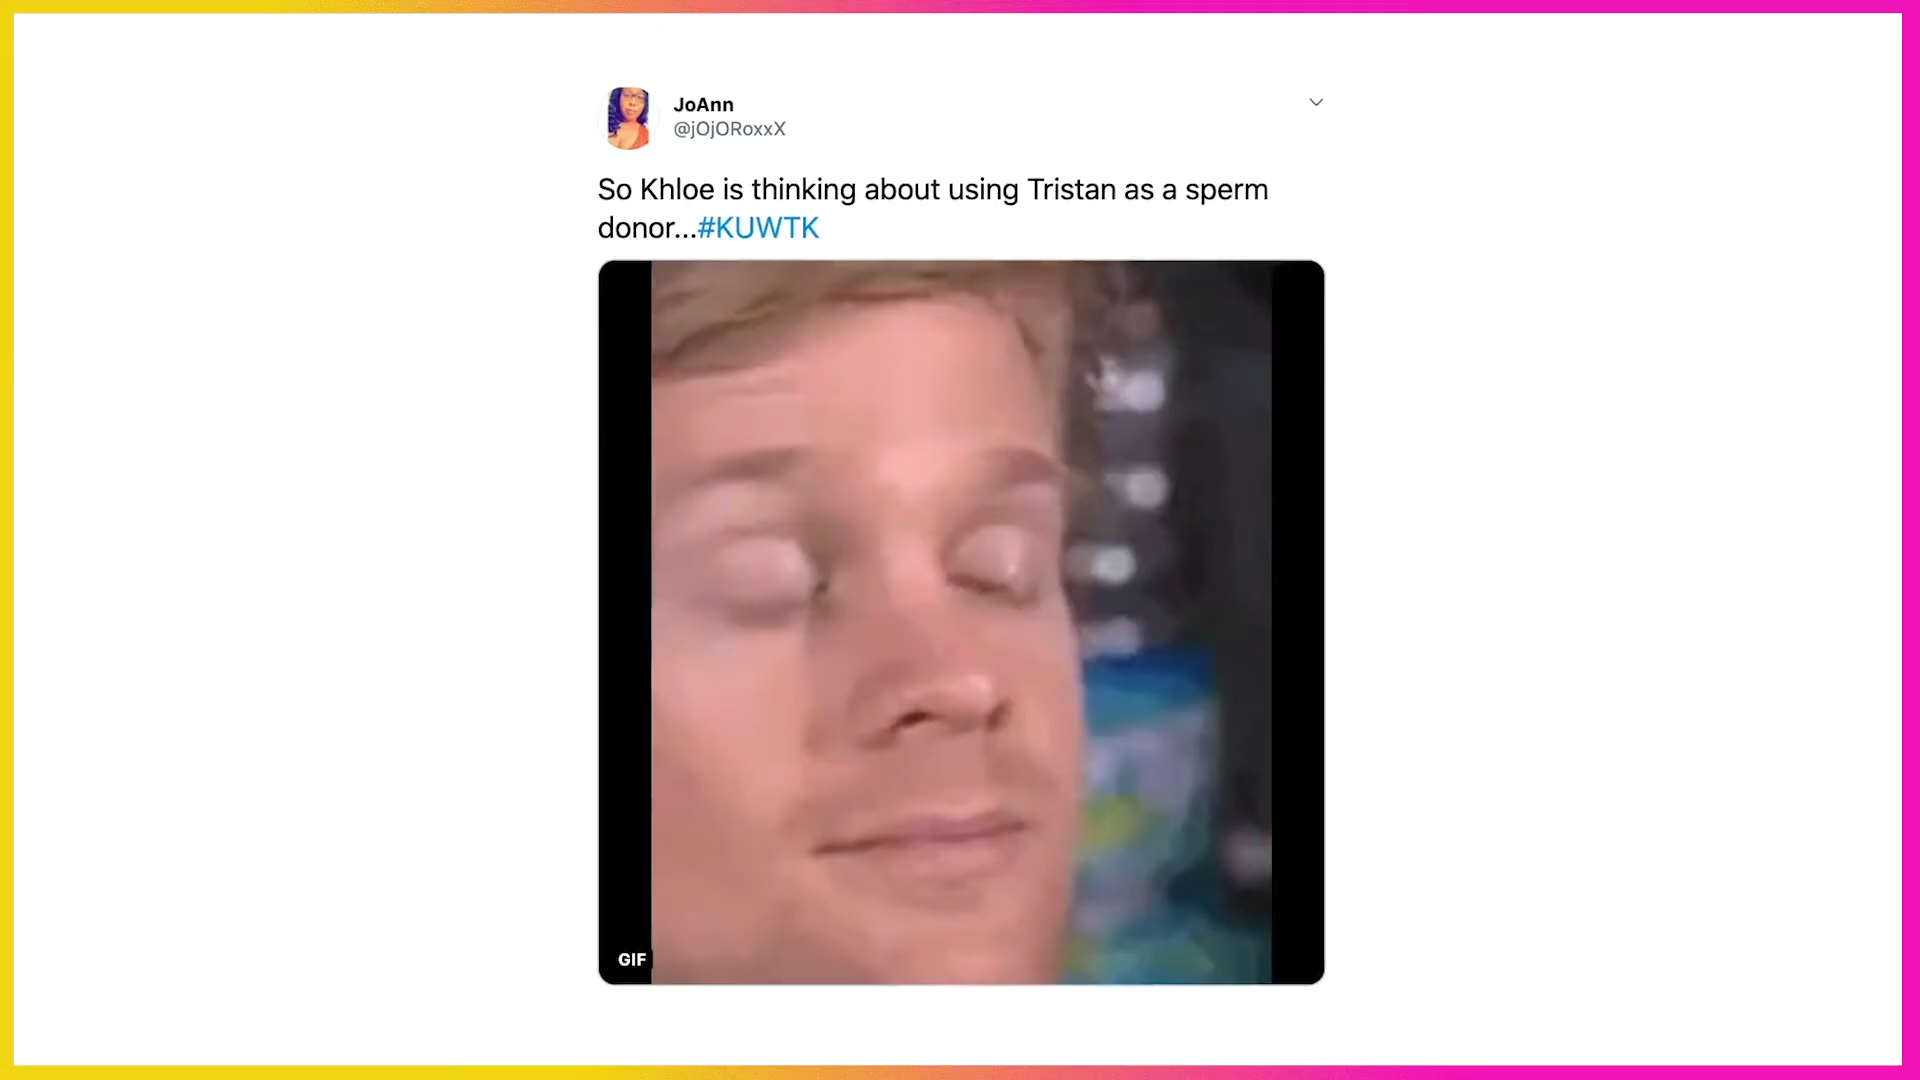 JoAnn
@jOjORoxxX
So Khloe is thinking about using Tristan as a sperm
donor...#KUWTK
GIF